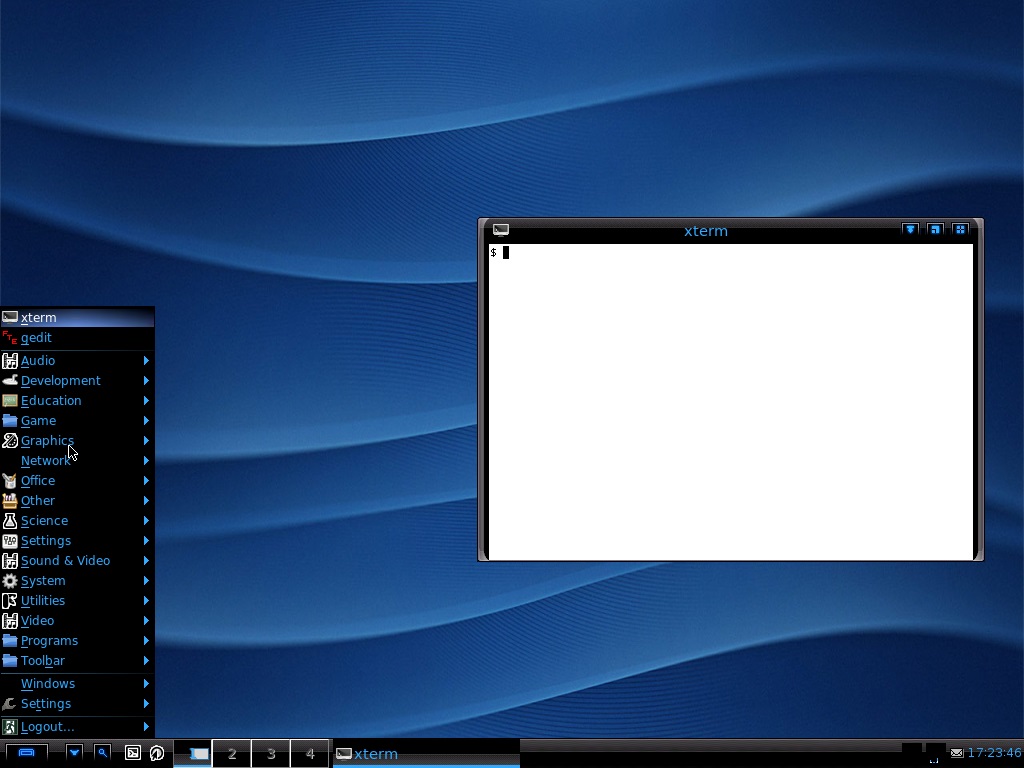 xterm
$
xterm
gedit
Audio
Development
Education
Game
Graphics
Network
Office
Other
Science
Settings
Sound & Video
System
Utilities
Video
Programs
Toolbar
Windows
Settings
Logout...
2 3 4 xterm 17:23:46